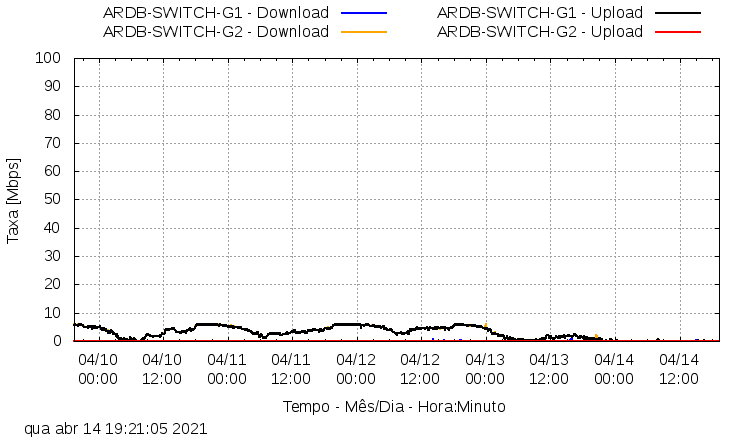 ARDB-SWITCH-G1 - Download ARDB-SWITCH-G1 - Upload
ARDB-SWITCH-G2 - Download ARDB-SWITCH-G2 - Upload
100
90
80
70
60
50
40
30
20
10
0
Taxa [Mbps]
04/10 04/10 04/11 04/11 04/12 04/12 04/13 04/13 04/14 04/14
00:00 12:00 00:00 12:00 00:00 12:00 00:00 12:00 00:00 12:00
Tempo - Mês/Dia - Hora:Minuto
qua abr 14 19:21:05 2021